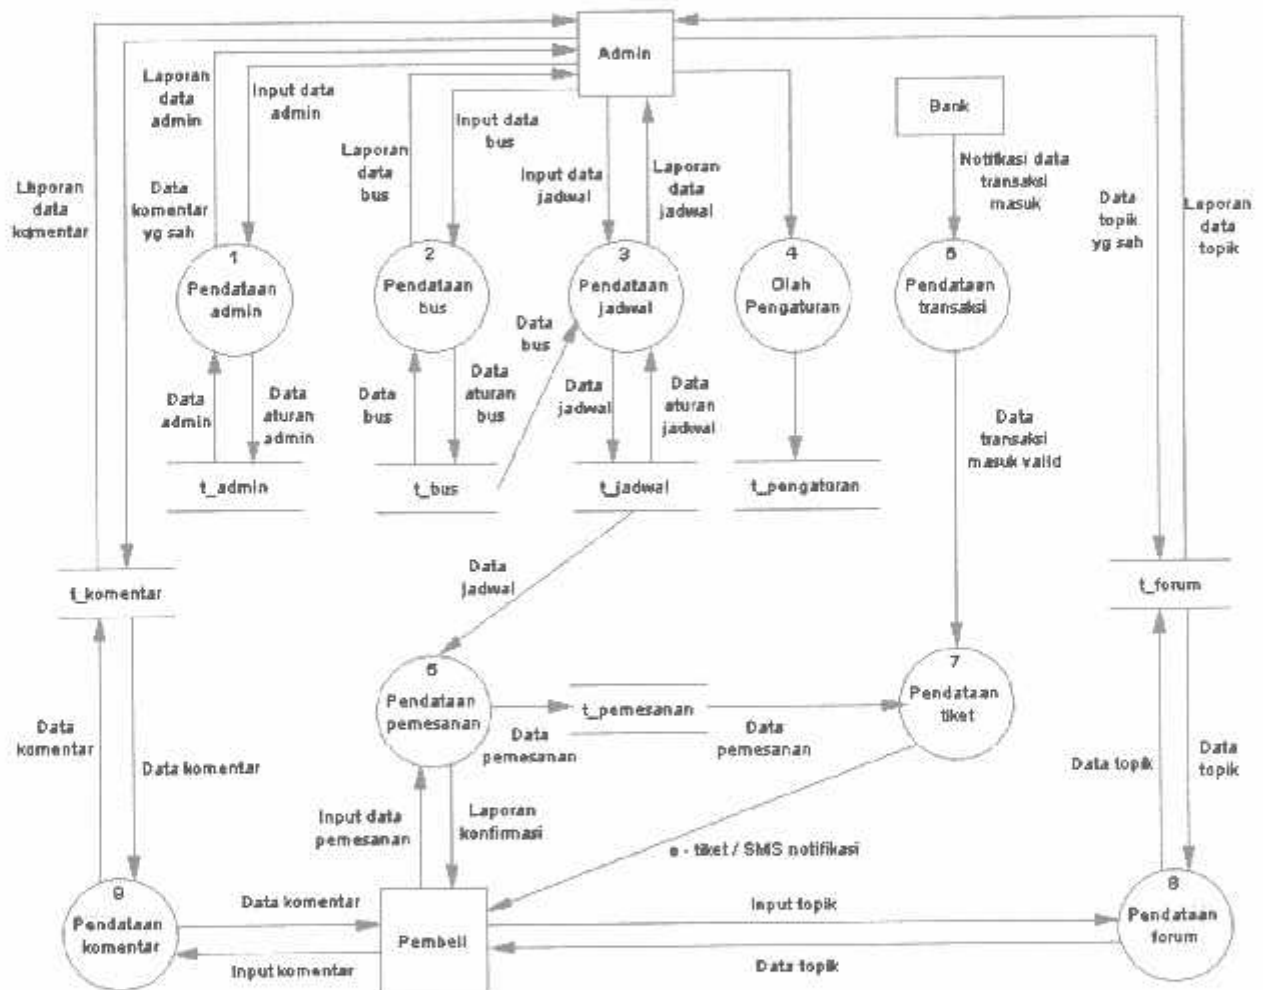 Admin
Bank
Laporan
data
admin
Input data
admin
Laporan
data
bus
Input data
bus
Input data
jadwal
Laporan
data
jadwal
Notifikasi data
transaksi
masuk
Laporan
data
komentar
Data
komentar
yg sah
Data
topik
yg sah
Laporan
data
topik
1
Pendataan
admin
2
Pendataan
bus
3
Pendataan
jadwal
4
Olah
Pengaturan
5
Pendataan
transaksi
Data
bus
Data
admin
Data
aturan
admin
Data
bus
Data
aturan
bus
Data
jadwal
Data
aturan
jadwal
Data
transaksi
masuk valid
t_admin
t_bus
t_jadwal
t_pengaturan
Data
jadwal
t_komentar
t_forum
6
Pendataan
pemesanan
t_pemesanan
7
Pendataan
tiket
Data
pemesanan
Data
pemesanan
Data
komentar
Data komentar
Data topik
Data
topik
Input data
pemesanan
Laporan
konfirmasi
e - tiket / SMS notifikasi
9
Pendataan
komentar
Data komentar
Input komentar
Pembeli
Input topik
Data topik
8
Pendataan
forum